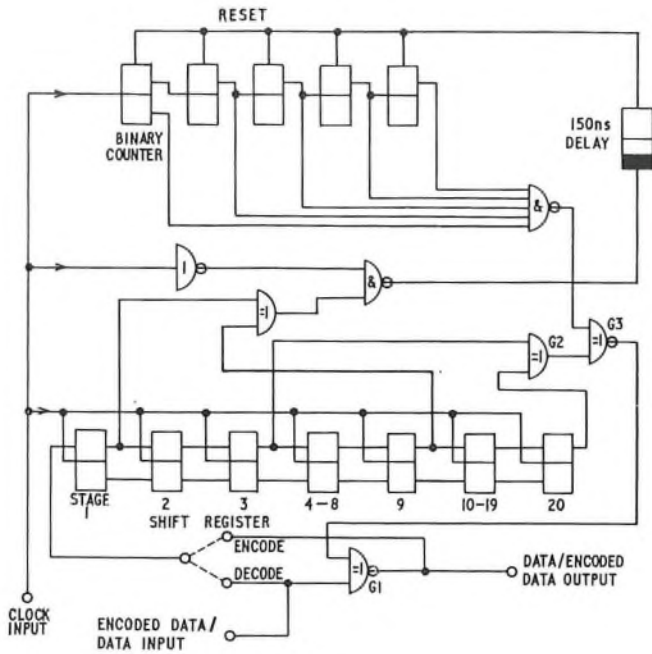 RESET
BINARY
COUNTER
150ns
DELAY
&
1
&
=1
=1
G2
=1
G3
STAGE
1
2
3
4-8
9
10-19
20
SHIFT REGISTER
ENCODE
DECODE
=1
G1
CLOCK
INPUT
ENCODED DATA/
DATA INPUT
DATA/ENCODED
DATA OUTPUT